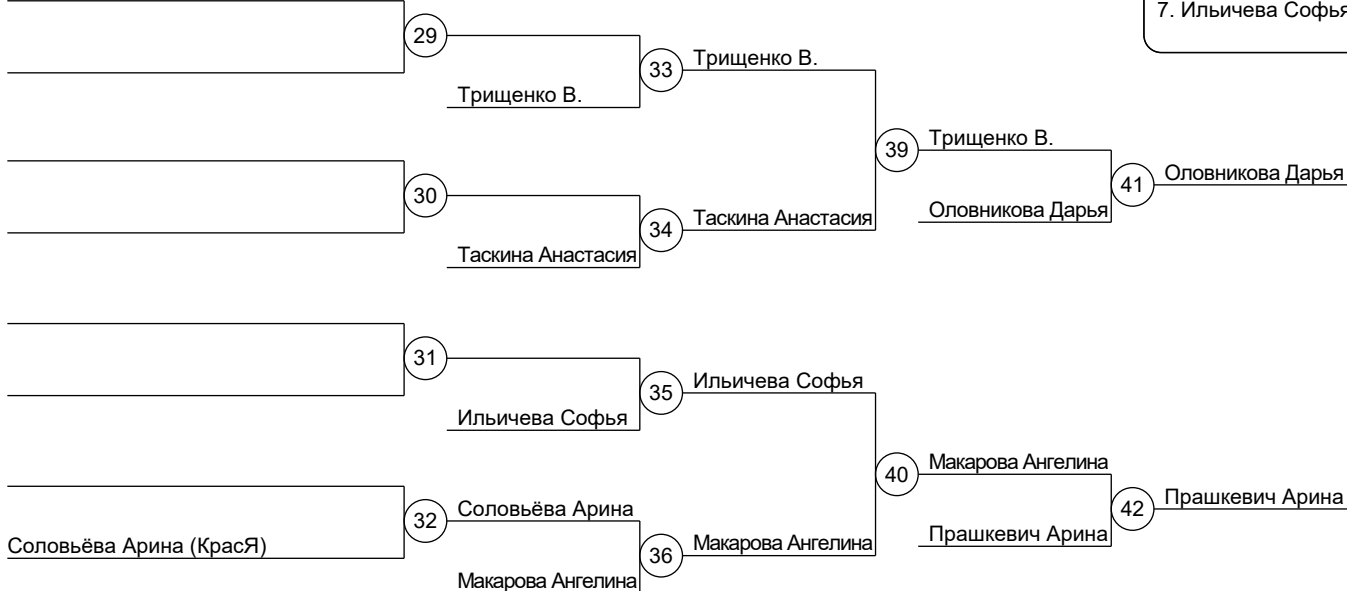 7. Ильичева Софья
29
33
Трищенко В.
Трищенко В.
39
Трищенко В.
41
Оловникова Дарья
30
34
Таскина Анастасия
Оловникова Дарья
Таскина Анастасия
31
35
Ильичева Софья
Ильичева Софья
40
Макарова Ангелина
42
Прашкевич Арина
32
Соловьёва Арина
Прашкевич Арина
Соловьёва Арина (КрасЯ)
36
Макарова Ангелина
Макарова Ангелина